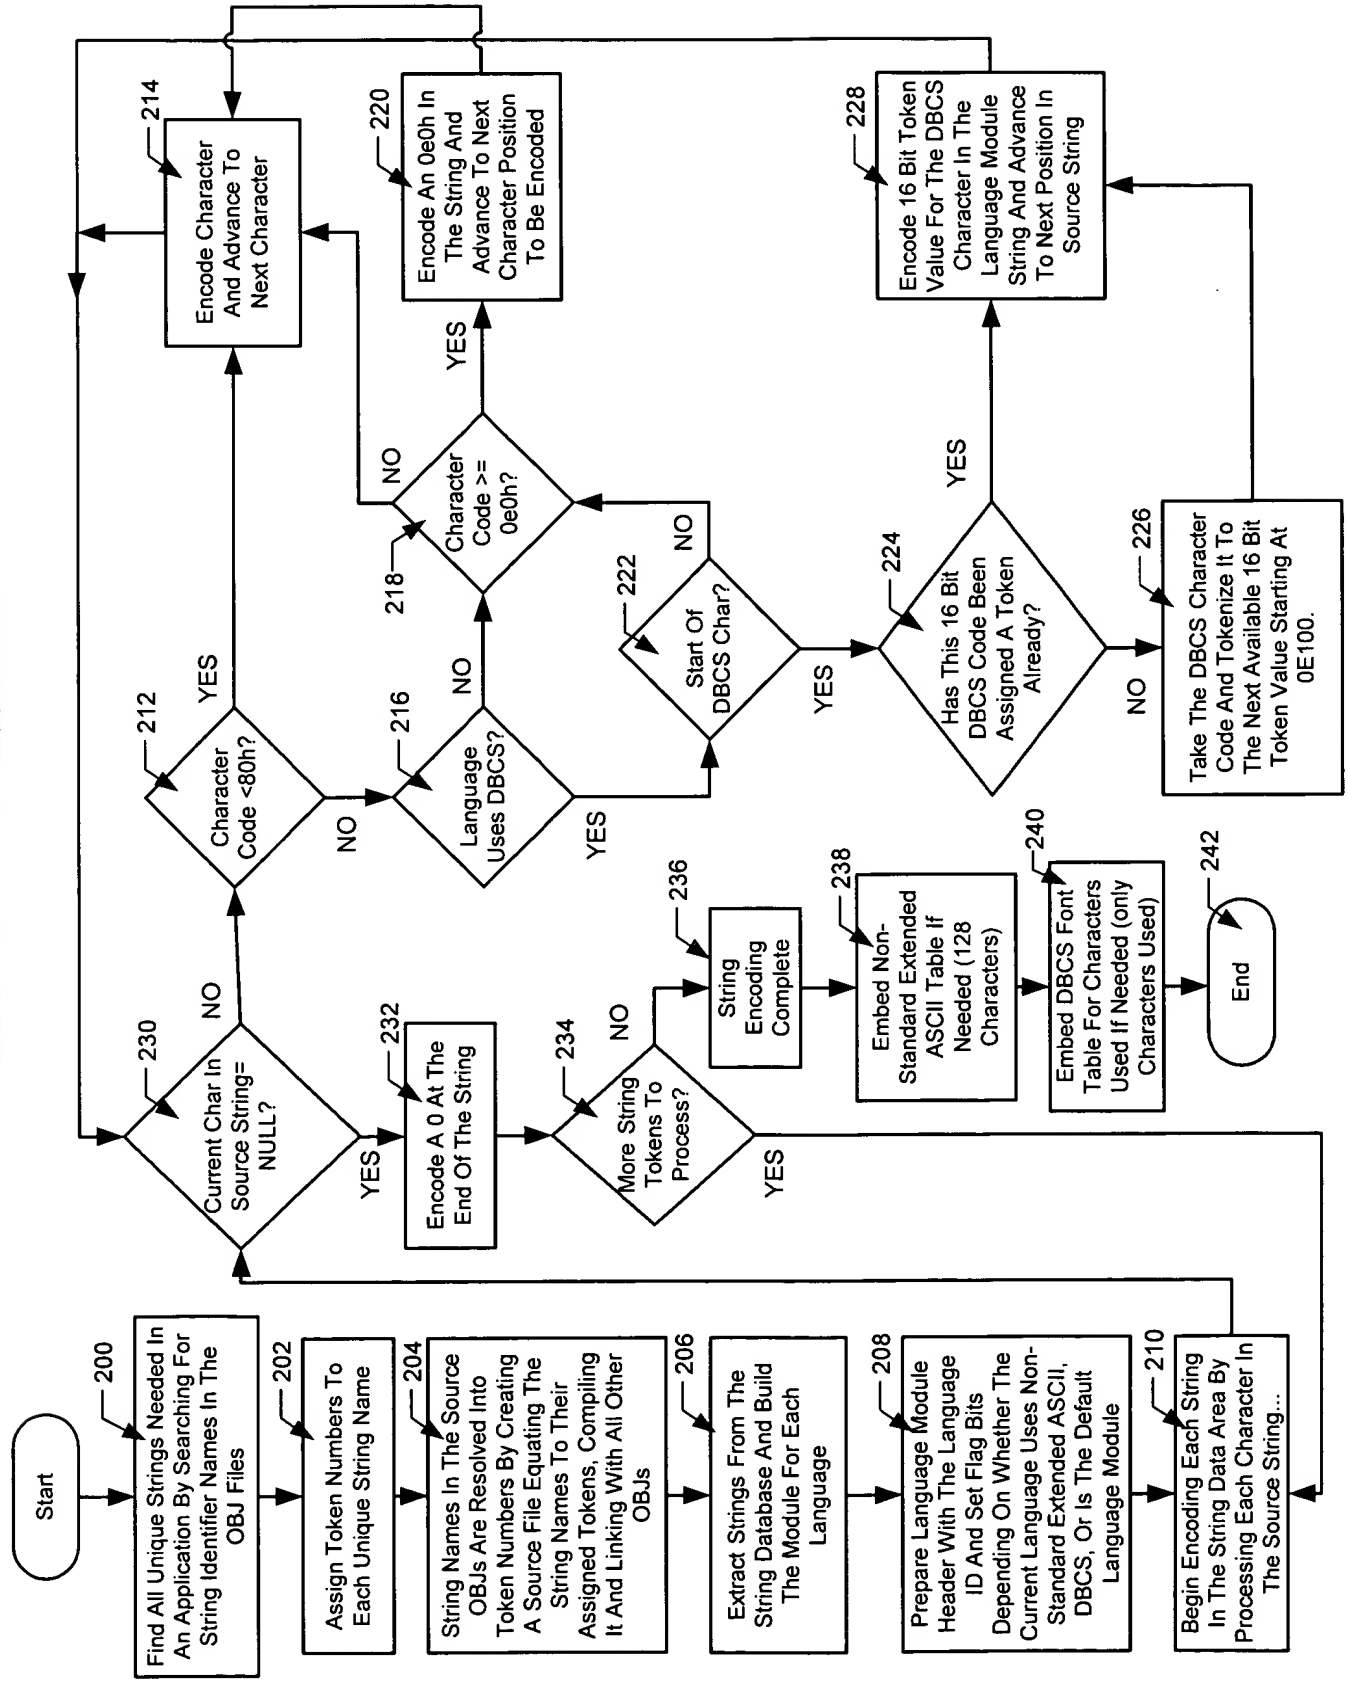 Start
200
Find All Unique Strings Needed In
An Application By Searching For
String Identifier Names In The
OBJ Files
202
Assign Token Numbers To
Each Unique String Name
204
String Names In The Source
OBJs Are Resolved Into
Token Numbers By Creating
A Source File Equating The
String Names To Their
Assigned Tokens, Compiling
It And Linking With All Other
OBJs
206
Extract Strings From The
String Database And Build
The Module For Each
Language
208
Prepare Language Module
Header With The Language
ID And Set Flag Bits
Depending On Whether The
Current Language Uses Non-
Standard Extended ASCII,
DBCS, Or Is The Default
Language Module
210
Begin Encoding Each String
In The String Data Area By
Processing Each Character In
The Source String...
230
Current Char In
Source String=
NULL?
NO
YES
232
Encode A 0 At The
End Of The String
234
More String
Tokens To
Process?
NO
YES
236
String
Encoding
Complete
238
Embed Non-
Standard Extended
ASCII Table If
Needed (128
Characters)
240
Embed DBCS Font
Table For Characters
Used If Needed (only
Characters Used)
242
End
212
Character
Code <80h?
YES
NO
214
Encode Character
And Advance To
Next Character
216
Language
Uses DBCS?
NO
YES
218
Character
Code >=
0e0h?
NO
YES
220
Encode An 0e0h In
The String And
Advance To Next
Character Position
To Be Encoded
222
Start Of
DBCS Char?
NO
YES
224
Has This 16 Bit
DBCS Code Been
Assigned A Token
Already?
YES
NO
226
Take The DBCS Character
Code And Tokenize It To
The Next Available 16 Bit
Token Value Starting At
0E100.
228
Encode 16 Bit Token
Value For The DBCS
Character In The
Language Module
String And Advance
To Next Position In
Source String